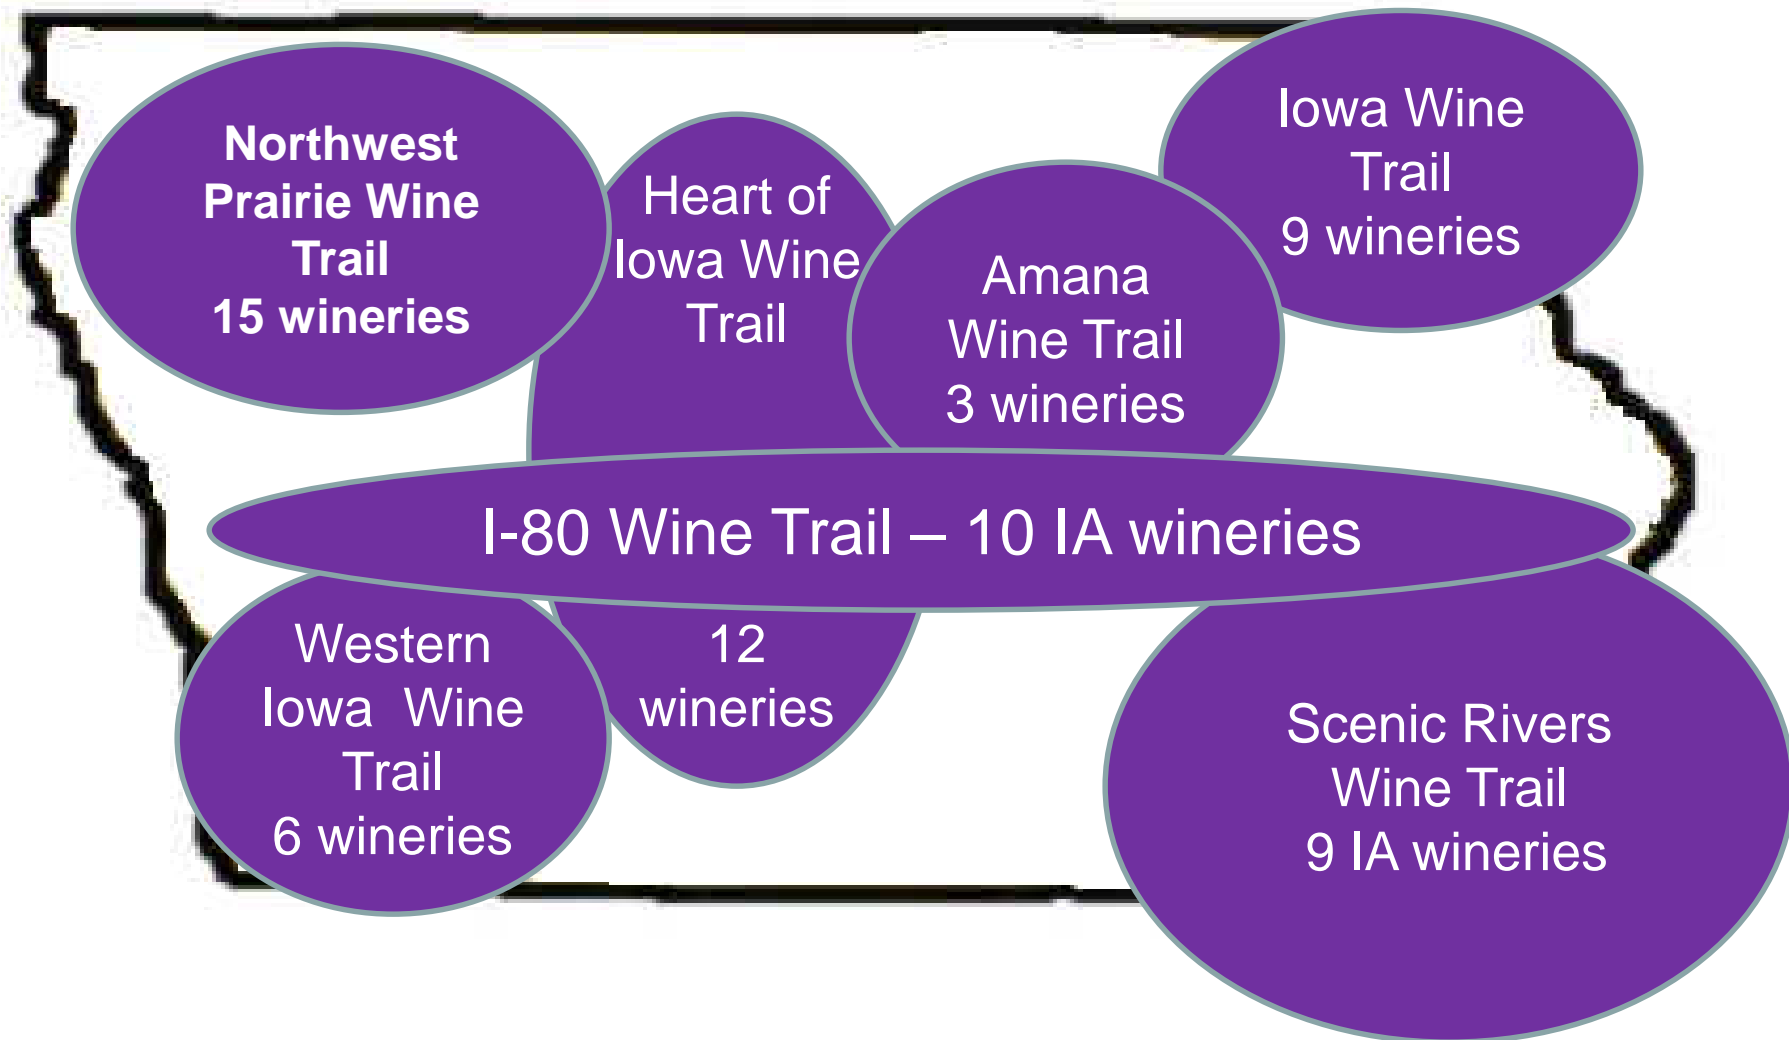 Northwest
Prairie Wine
Trail
15 wineries
Heart of
Iowa Wine
Trail
12
wineries
Amana
Wine Trail
3 wineries
Iowa Wine
Trail
9 wineries
I-80 Wine Trail – 10 IA wineries
Western
Iowa  Wine
Trail
6 wineries
Scenic Rivers
Wine Trail
9 IA wineries